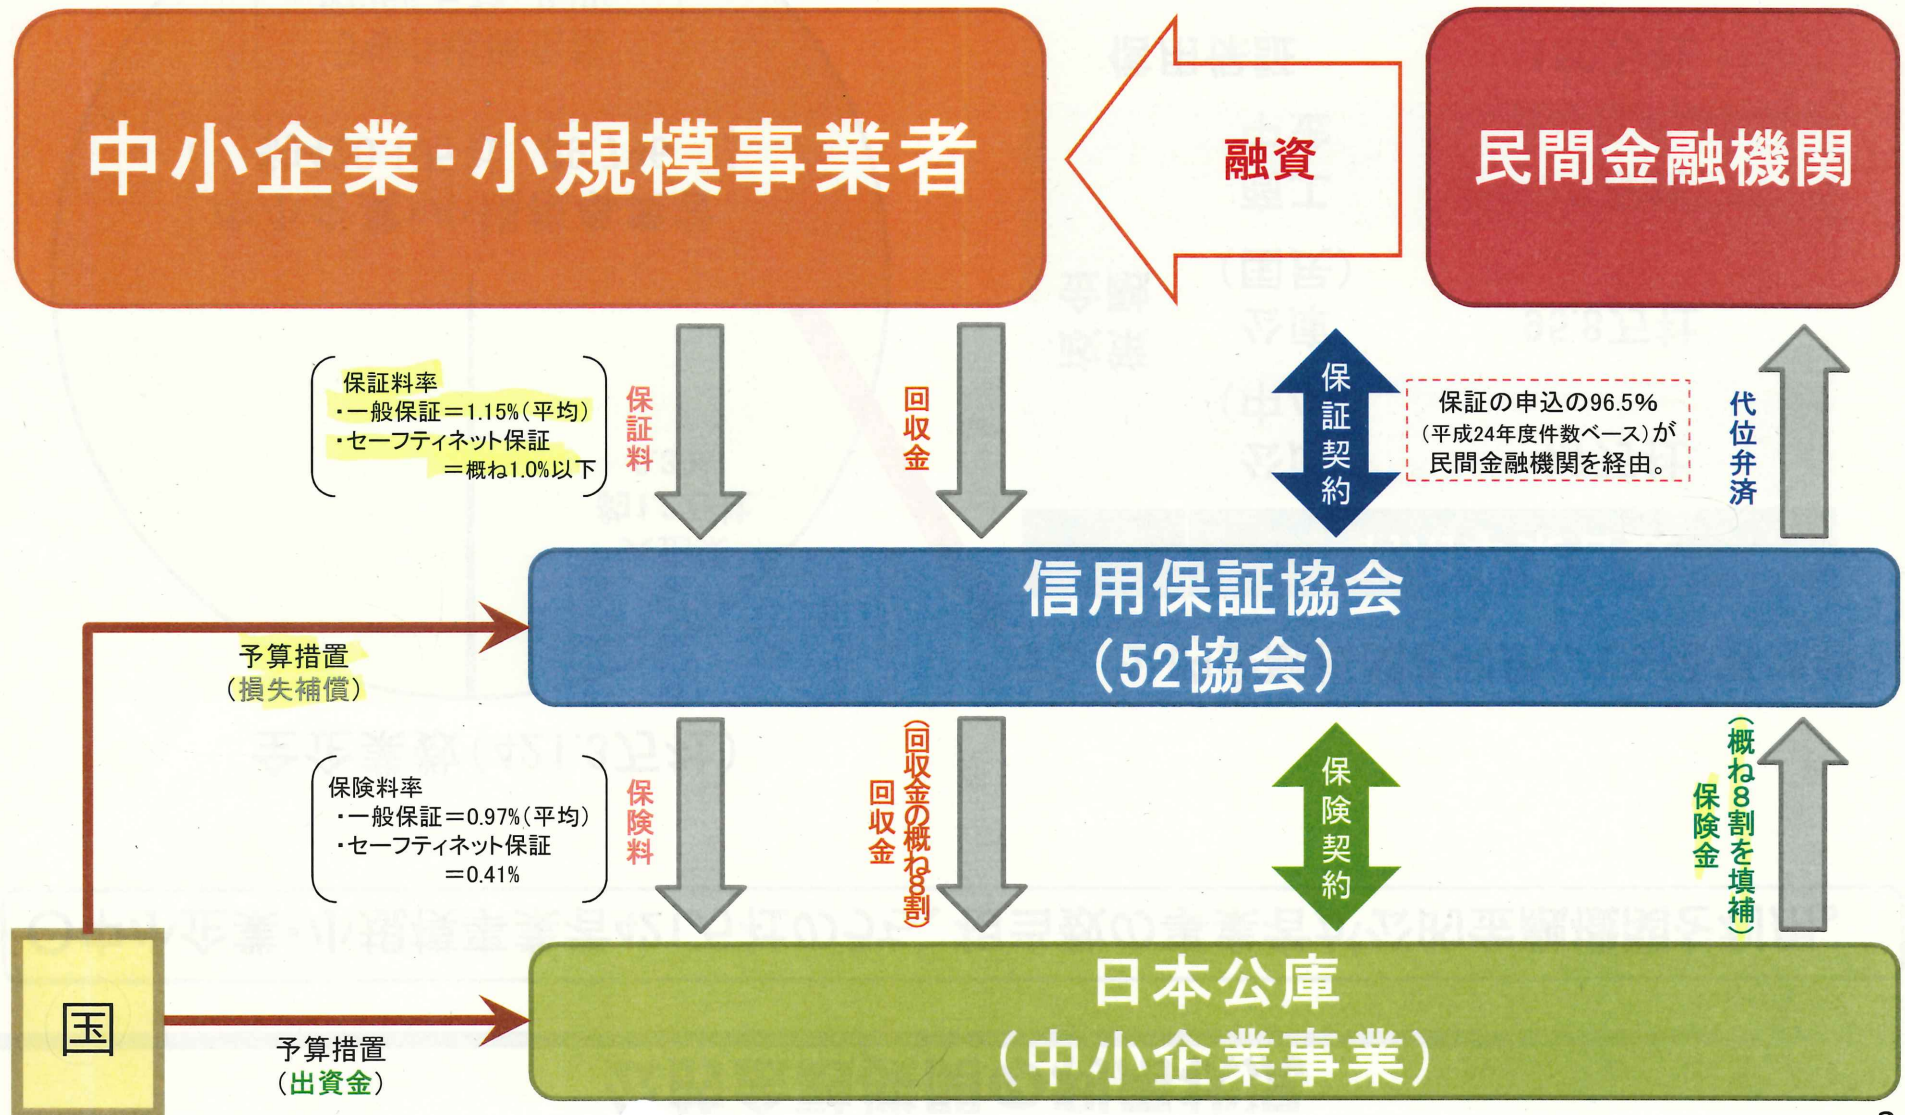 中小企業・小規模事業者
融資
民間金融機関
保証料率
・一般保証＝1.15%（平均）
・セーフティネット保証
＝概ね1.0%以下
保証料
回収金
保証契約
保証の申込の96.5%
（平成24年度件数ベース）が
民間金融機関を経由。
代位弁済
信用保証協会
（52協会）
予算措置
（損失補償）
保険料率
・一般保証＝0.97%（平均）
・セーフティネット保証
＝0.41%
保険料
回収金
（回収金の概ね8割）
保険契約
保険金
（概ね8割を填補）
国
予算措置
（出資金）
日本公庫
（中小企業事業）